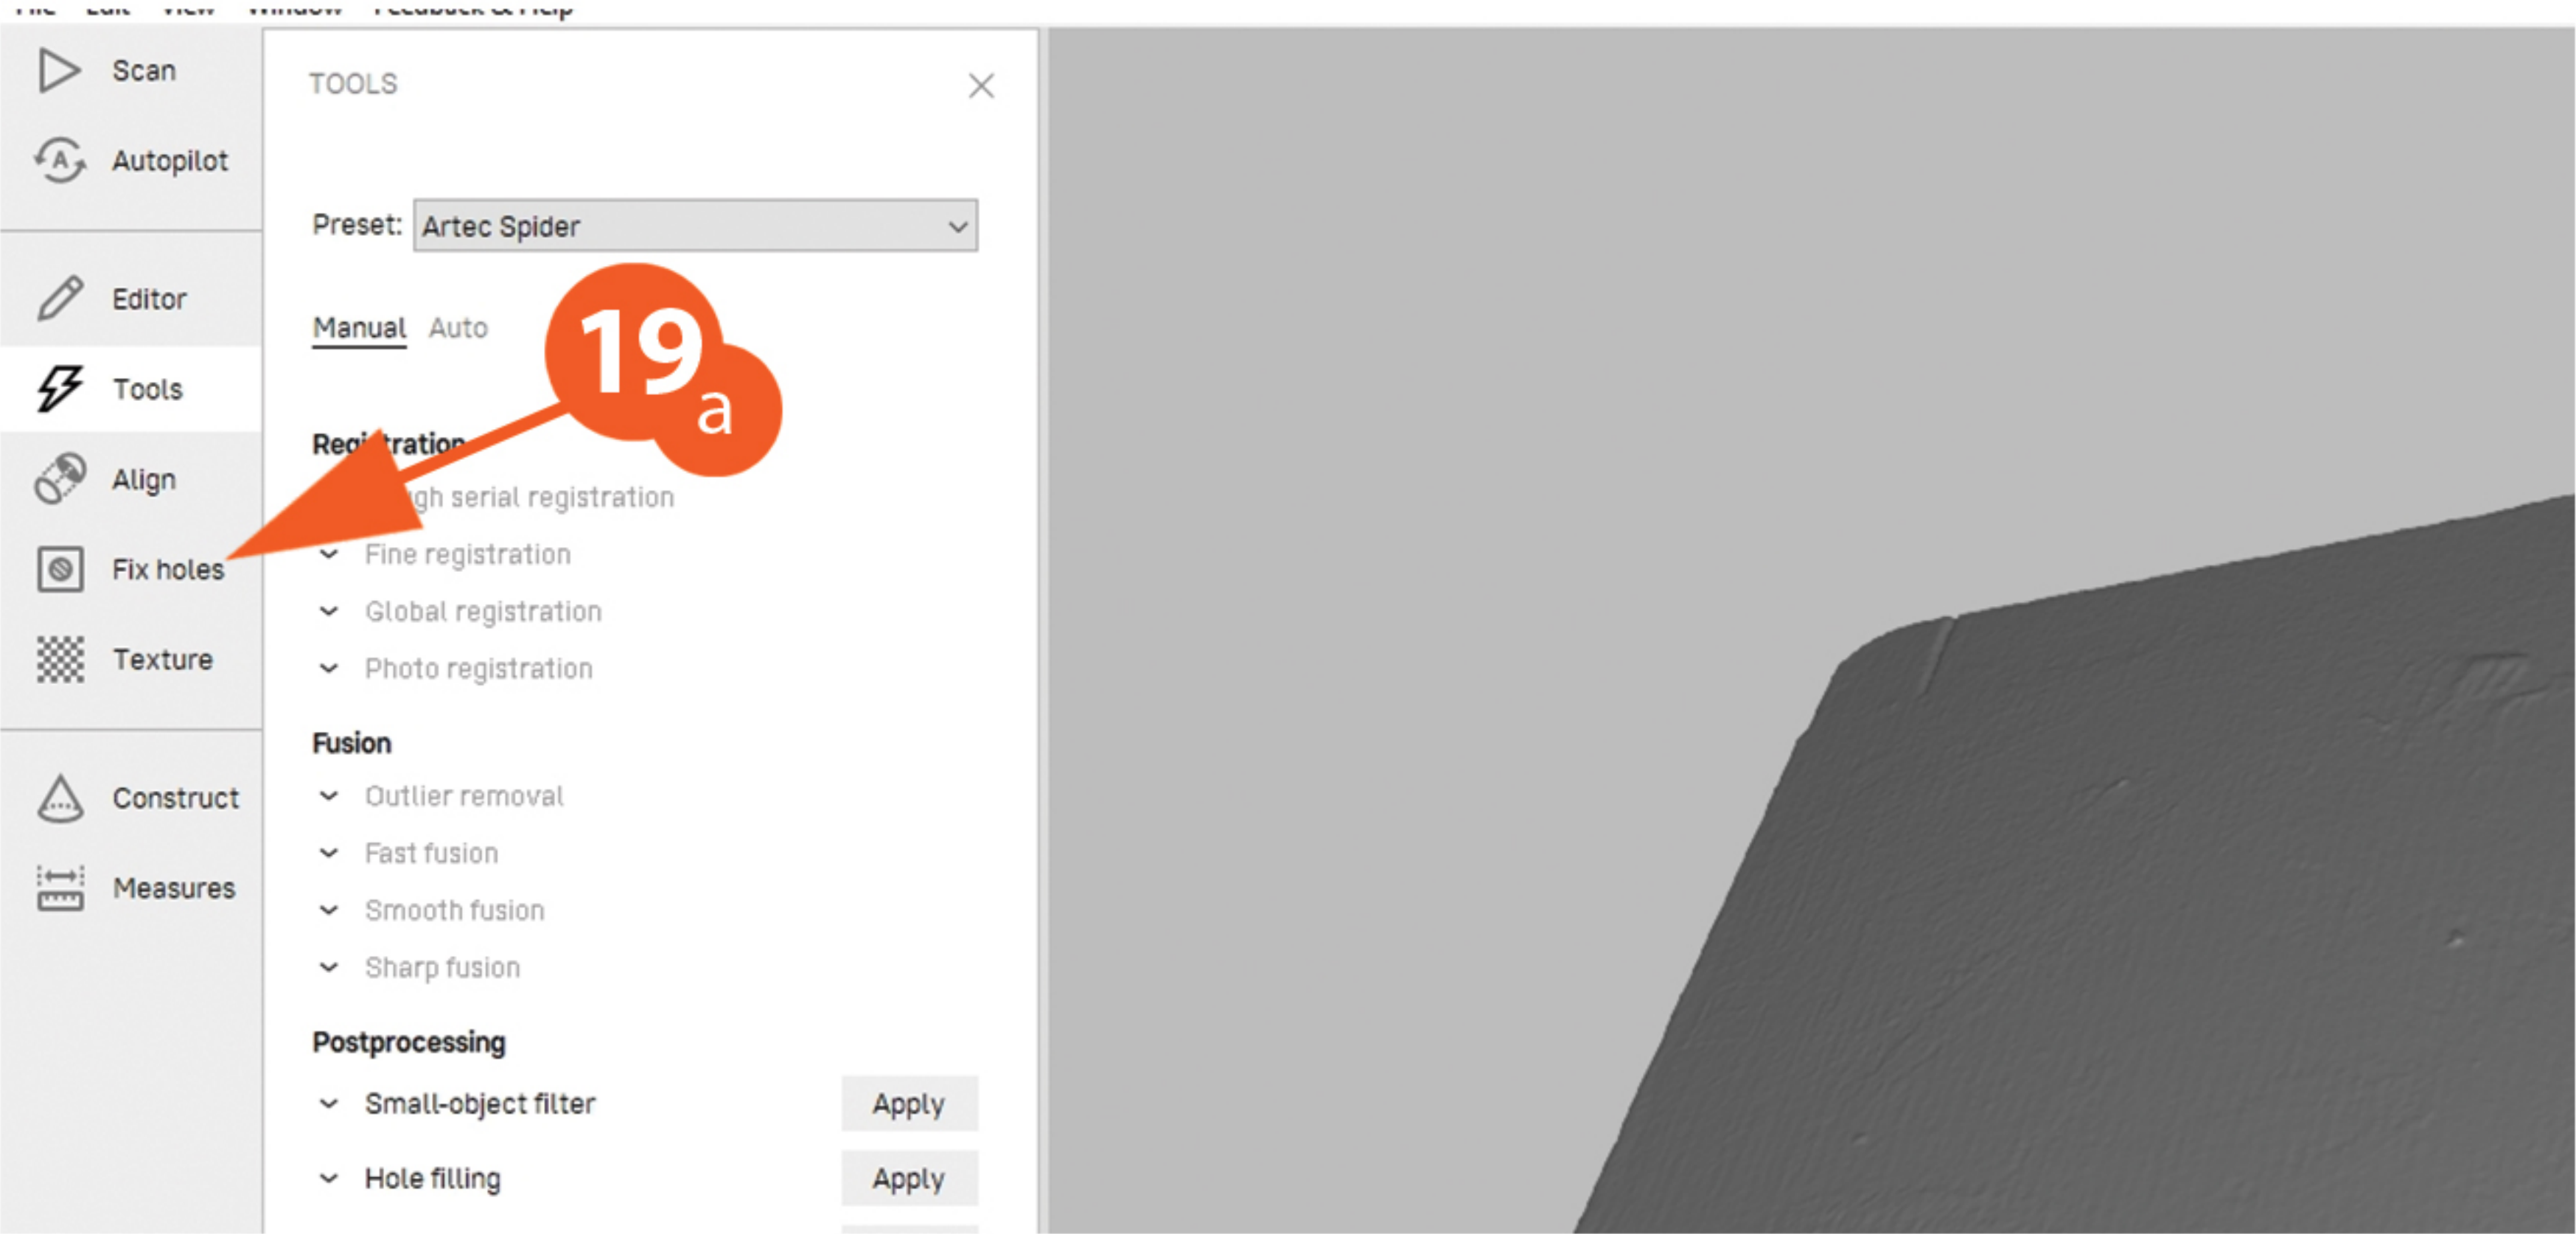 Scan
Autopilot
Editor
Tools
Align
Fix holes
Texture
Construct
Measures
TOOLS
Preset: Artec Spider
Manual Auto
19
a
serial registration
Fine registration
Global registration
Photo registration
Fusion
Outlier removal
Fast fusion
Smooth fusion
Sharp fusion
Postprocessing
Small-object filter Apply
Hole filling Apply